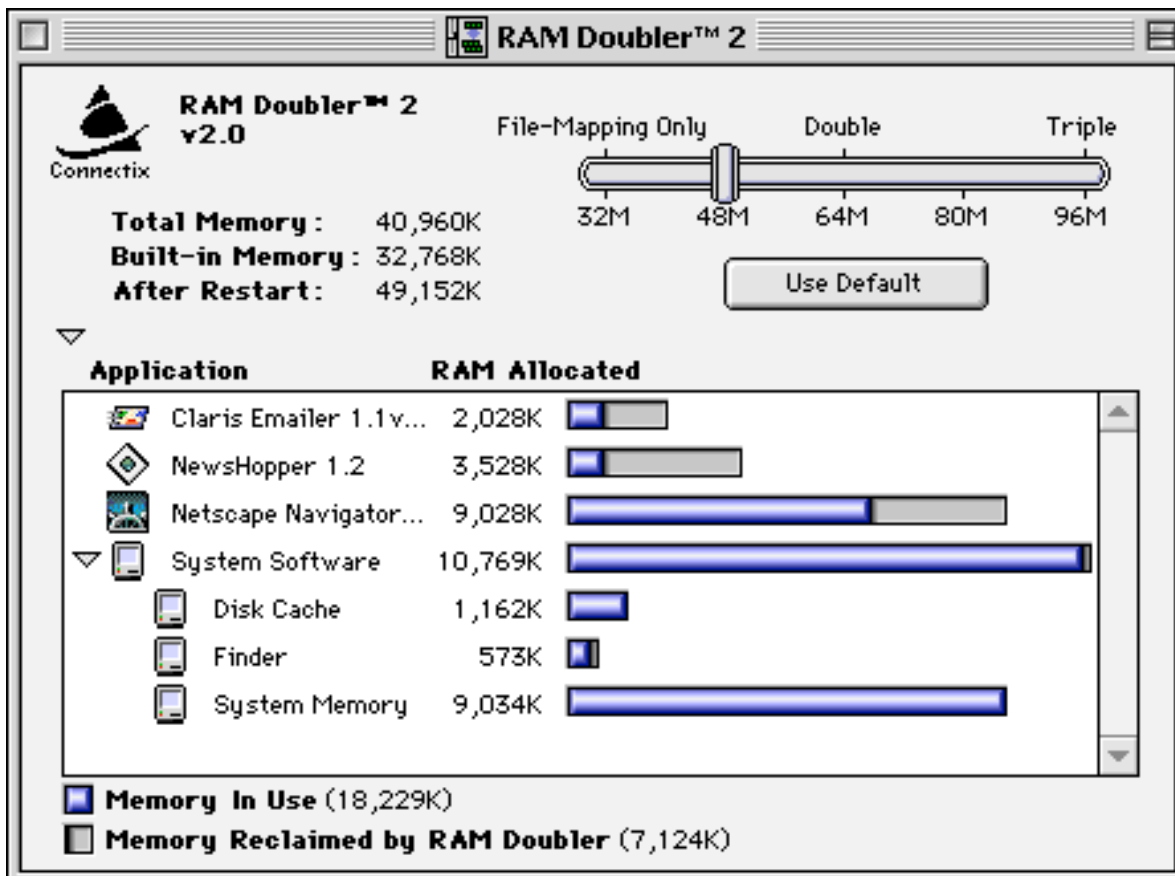 RAM Doubler™ 2
RAM Doubler™ 2
v2.0
Connectix
File-Mapping Only Double Triple
32M 48M 64M 80M 96M
Total Memory: 40,960K
Built-in Memory: 32,768K
After Restart: 49,152K
Use Default
Application RAM Allocated
Claris Emailer 1.1v... 2,028K
NewsHopper 1.2 3,528K
Netscape Navigator... 9,028K
System Software 10,769K
Disk Cache 1,162K
Finder 573K
System Memory 9,034K
Memory In Use (18,229K)
Memory Reclaimed by RAM Doubler (7,124K)